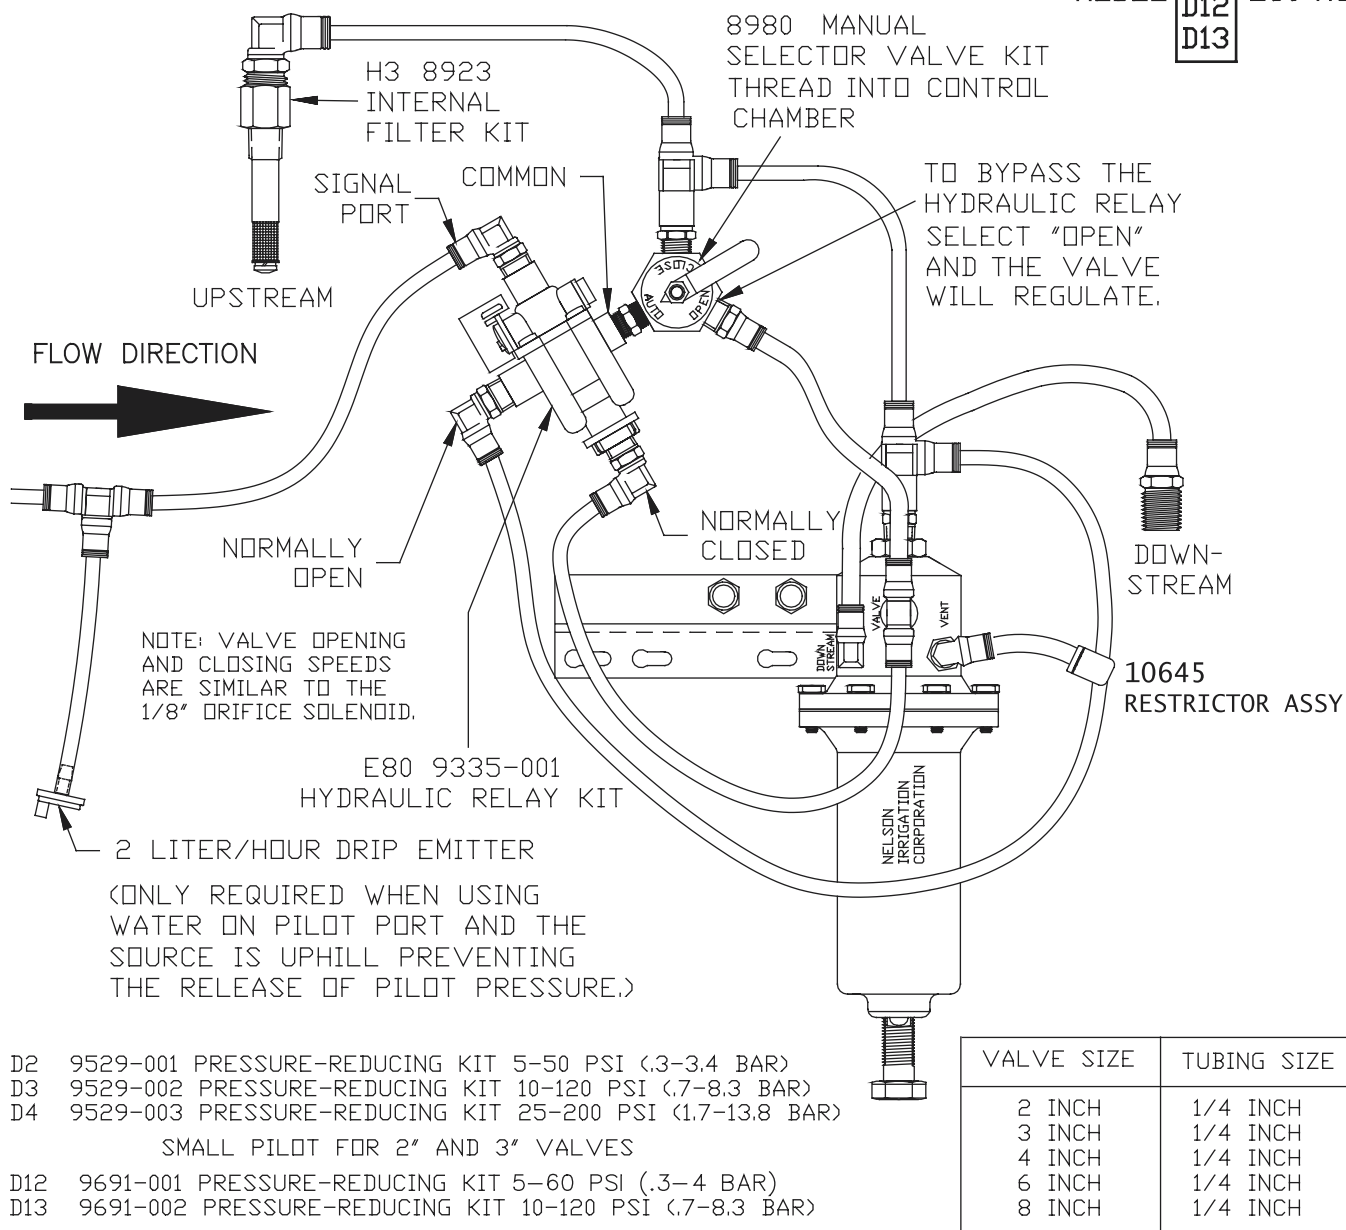 D12
D13
8980 MANUAL
SELECTOR VALVE KIT
THREAD INTO CONTROL
CHAMBER
H3 8923
INTERNAL
FILTER KIT
SIGNAL
PORT
COMMON
TO BYPASS THE
HYDRAULIC RELAY
SELECT "OPEN"
AND THE VALVE
WILL REGULATE.
UPSTREAM
CLOSE
AUTO
OPEN
FLOW DIRECTION
NORMALLY
OPEN
NORMALLY
CLOSED
DOWN-
STREAM
NOTE: VALVE OPENING
AND CLOSING SPEEDS
ARE SIMILAR TO THE
1/8" ORIFICE SOLENOID.
DOWN
STREAM
VALVE
VENT
10645
RESTRICTOR ASSY
E80 9335-001
HYDRAULIC RELAY KIT
NELSON
IRRIGATION
CORPORATION
2 LITER/HOUR DRIP EMITTER
(ONLY REQUIRED WHEN USING
WATER ON PILOT PORT AND THE
SOURCE IS UPHILL PREVENTING
THE RELEASE OF PILOT PRESSURE.)
D2 9529-001 PRESSURE-REDUCING KIT 5-50 PSI (.3-3.4 BAR)
D3 9529-002 PRESSURE-REDUCING KIT 10-120 PSI (.7-8.3 BAR)
D4 9529-003 PRESSURE-REDUCING KIT 25-200 PSI (1.7-13.8 BAR)
SMALL PILOT FOR 2" AND 3" VALVES
D12 9691-001 PRESSURE-REDUCING KIT 5-60 PSI (.3-4 BAR)
D13 9691-002 PRESSURE-REDUCING KIT 10-120 PSI (.7-8.3 BAR)
VALVE SIZE TUBING SIZE
2 INCH 1/4 INCH
3 INCH 1/4 INCH
4 INCH 1/4 INCH
6 INCH 1/4 INCH
8 INCH 1/4 INCH